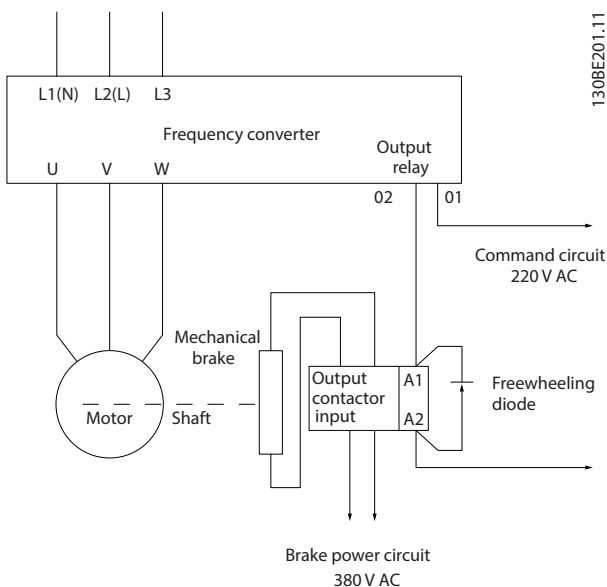 130BE201.11
L1(N) L2(L) L3
Frequency converter
Output
relay
U V W
02 01
Command circuit
220 V AC
Mechanical
brake
Output
contactor
input
A1
A2
Freewheeling
diode
Motor Shaft
Brake power circuit
380 V AC